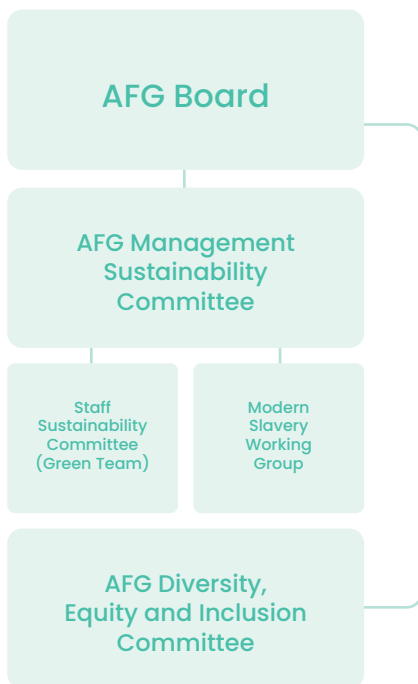 AFG Board
AFG Management
Sustainability
Committee
Staff
Sustainability
Committee
(Green Team)
Modern
Slavery
Working
Group
AFG Diversity,
Equity and Inclusion
Committee